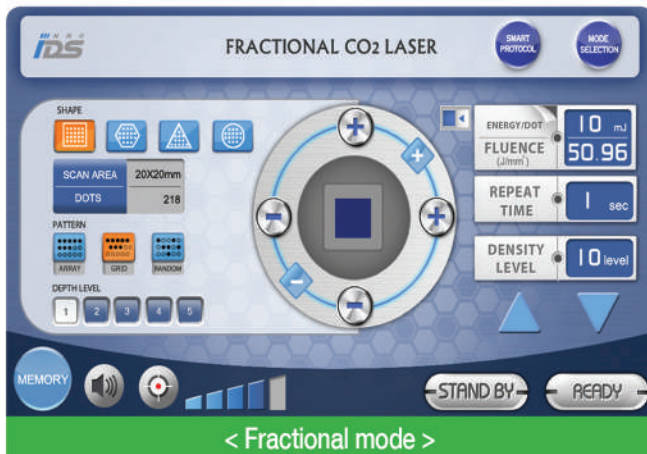 IDS
FRACTIONAL CO2 LASER
SMART
PROTOCOL
MODE
SELECTION
SHAPE
SCAN AREA 20X20mm
DOTS 218
PATTERN
ARRAY GRID RANDOM
DEPTH LEVEL
1 2 3 4 5
ENERGY/DOT 10 mJ
FLUENCE 50.96
(J/mm²)
REPEAT
TIME 1 sec
DENSITY
LEVEL 10 level
MEMORY
STAND BY READY
< Fractional mode >